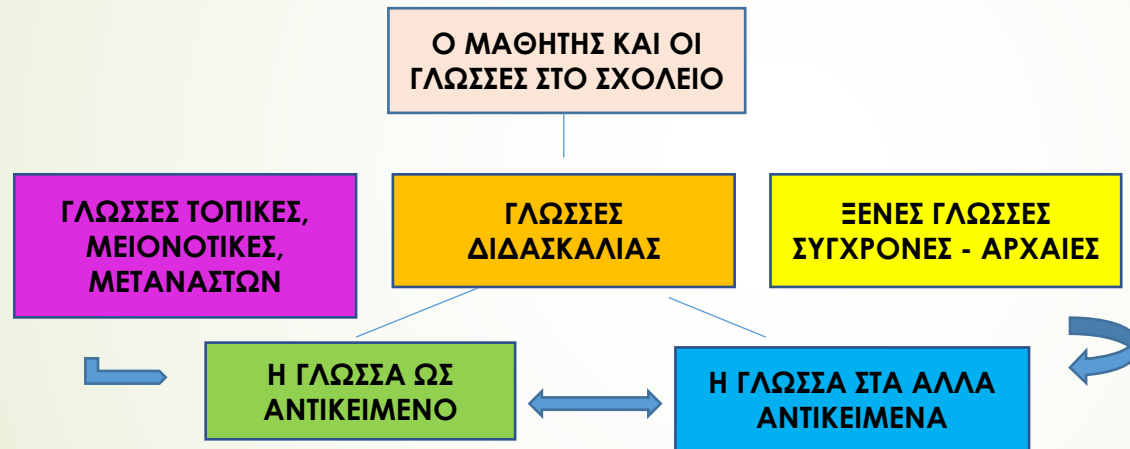 Ο ΜΑΘΗΤΗΣ ΚΑΙ ΟΙ
ΓΛΩΣΣΕΣ ΣΤΟ ΣΧΟΛΕΙΟ
ΓΛΩΣΣΕΣ ΤΟΠΙΚΕΣ,
ΜΕΙΟΝΟΤΙΚΕΣ,
ΜΕΤΑΝΑΣΤΩΝ
ΓΛΩΣΣΕΣ
ΔΙΔΑΣΚΑΛΙΑΣ
ΞΕΝΕΣ ΓΛΩΣΣΕΣ
ΣΥΓΧΡΟΝΕΣ - ΑΡΧΑΙΕΣ
Η ΓΛΩΣΣΑ ΩΣ
ΑΝΤΙΚΕΙΜΕΝΟ
Η ΓΛΩΣΣΑ ΣΤΑ ΑΛΛΑ
ΑΝΤΙΚΕΙΜΕΝΑ